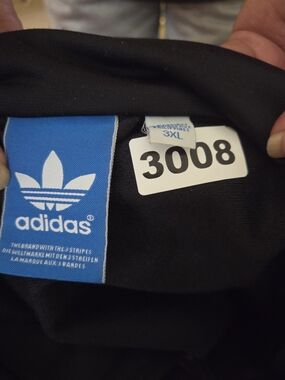 3XL
3008
adidas®
THE BRAND WITH THE 3 STRIPES
DIE WELTMARKE MIT DEN 3 STREIFEN
LA MARQUE AUX 3 BANDES